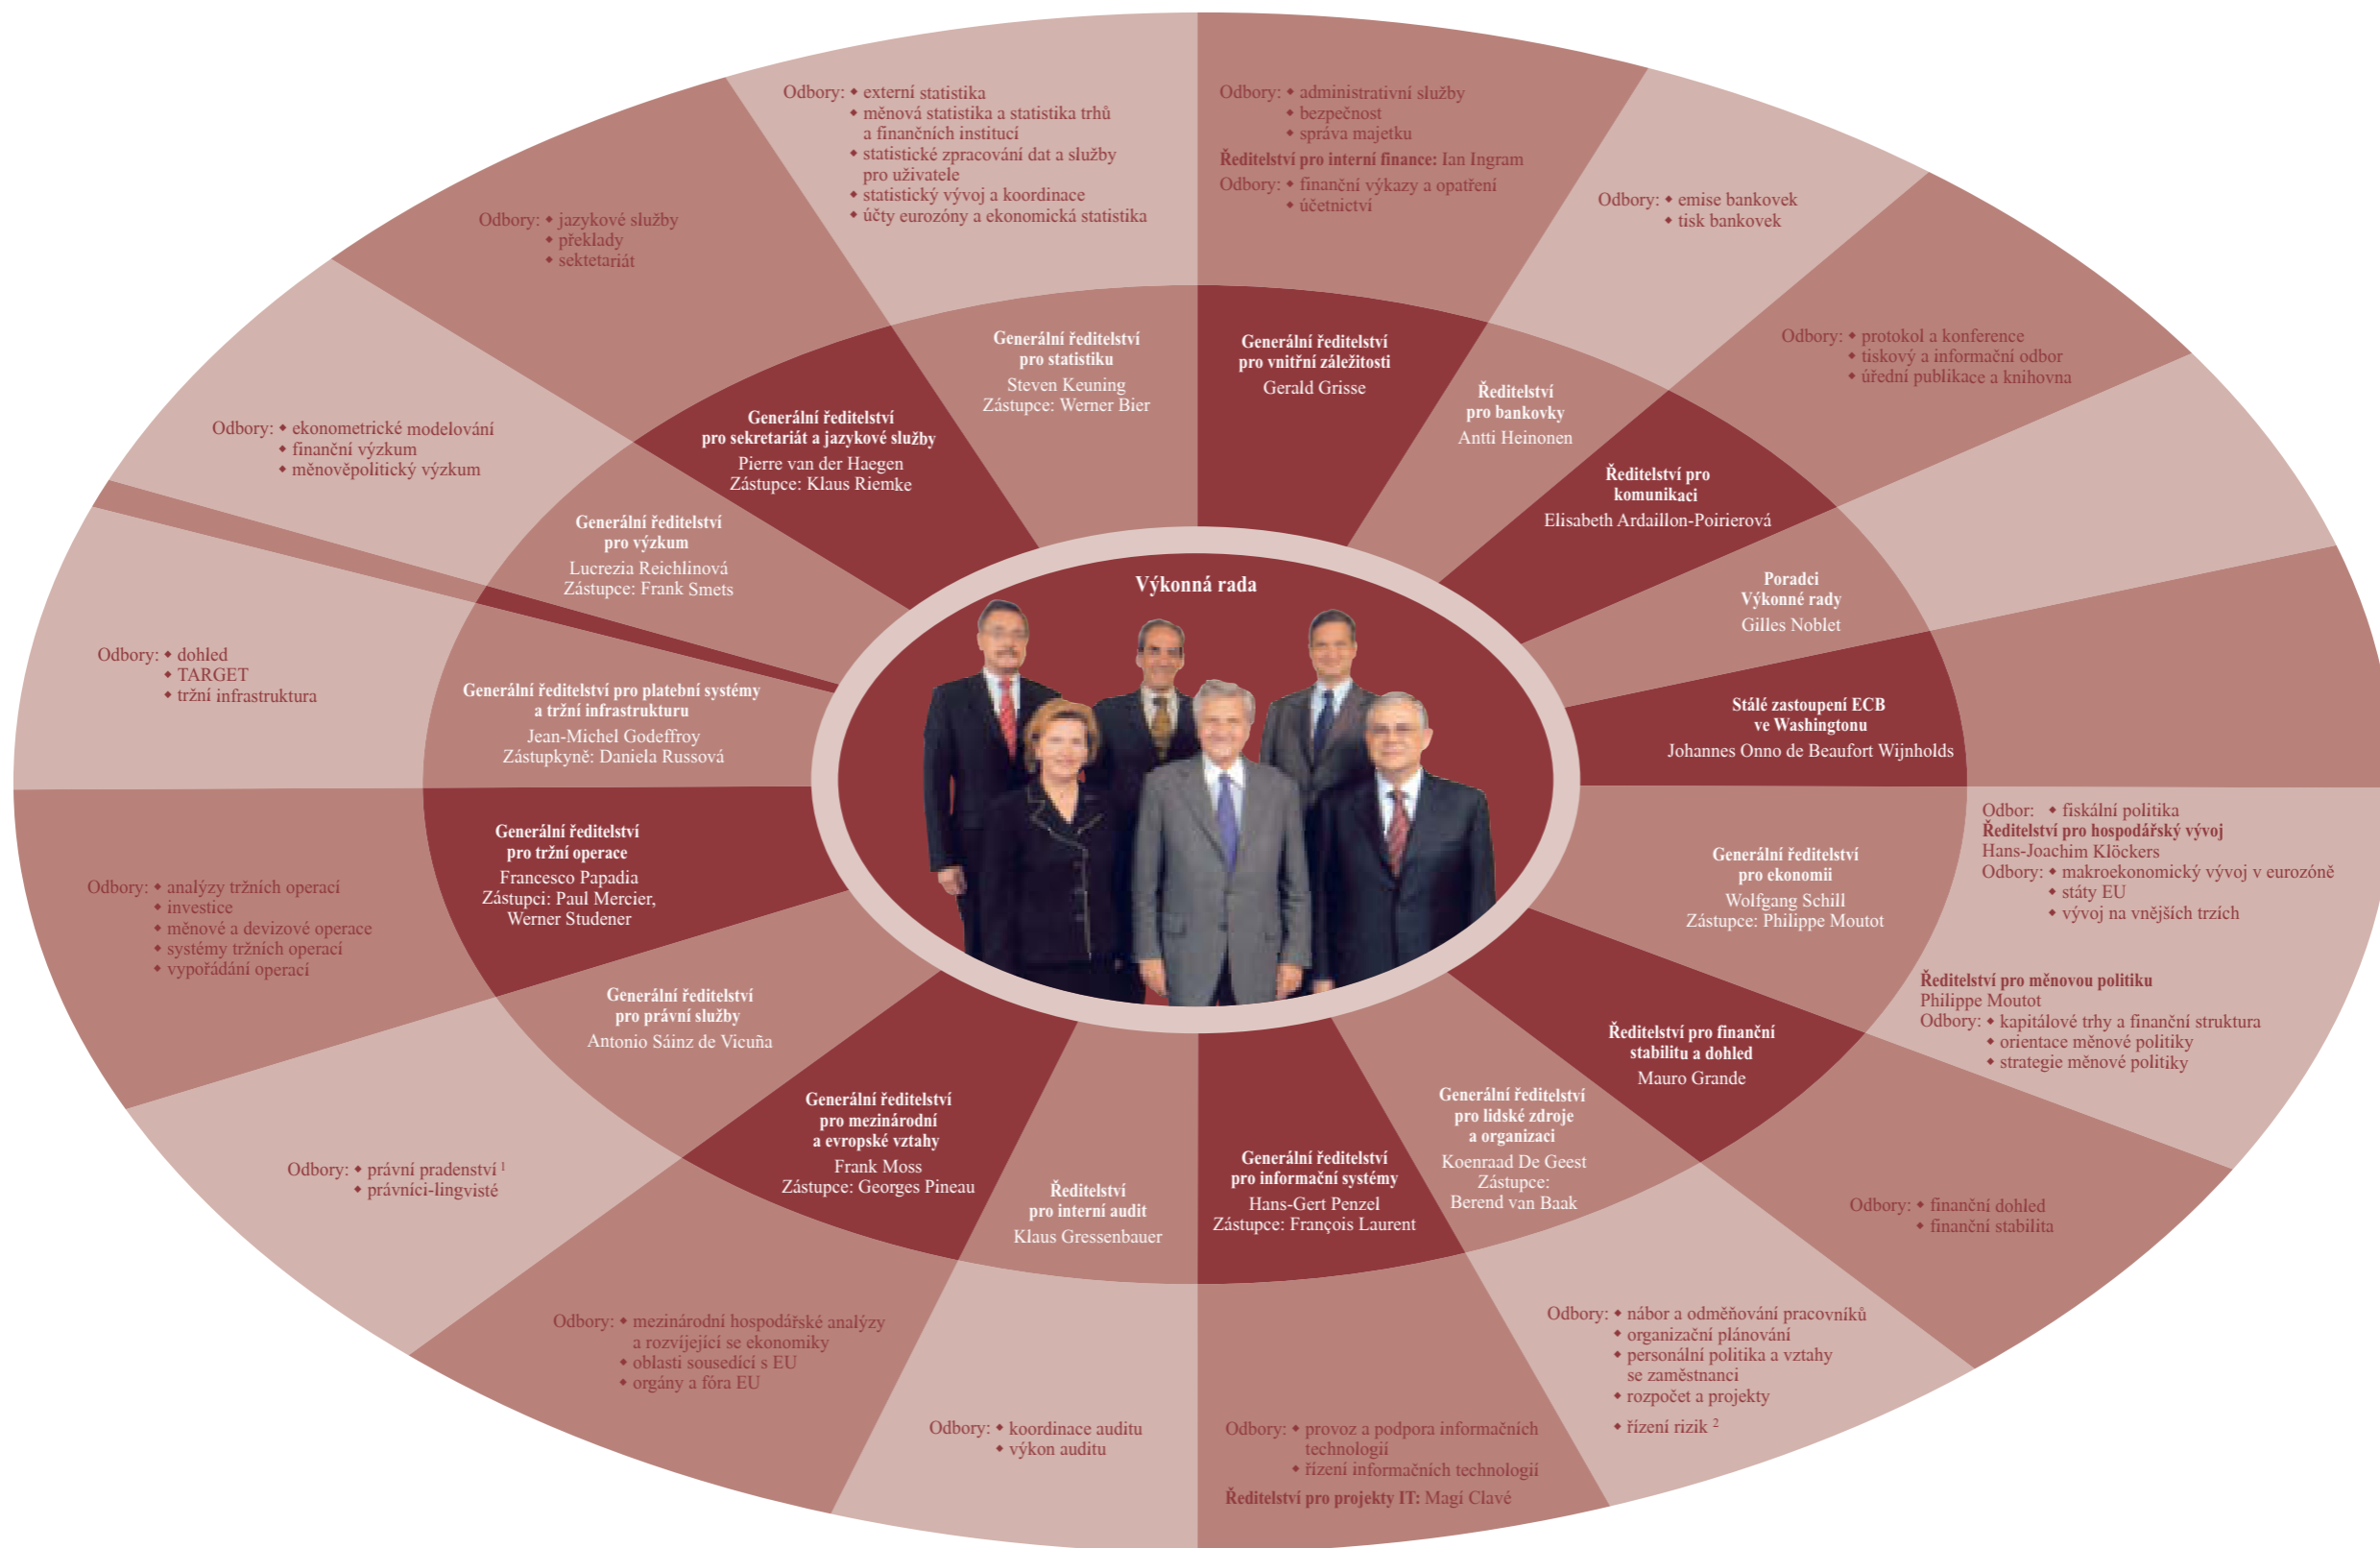 Výkonná rada
Odbory: ◆ administrativní služby
◆ bezpečnost
◆ správa majetku
Ředitelství pro interní finance: Ian Ingram
Odbory: ◆ finanční výkazy a opatření
◆ účetnictví
Generální ředitelství
pro vnitřní záležitosti
Gerald Grisse
Odbory: ◆ emise bankovek
◆ tisk bankovek
Ředitelství
pro bankovky
Antti Heinonen
Odbory: ◆ protokol a konference
◆ tiskový a informační odbor
◆ úřední publikace a knihovna
Ředitelství pro
komunikaci
Elisabeth Ardaillon-Poirierová
Poradci
Výkonné rady
Gilles Noblet
Stálé zastoupení ECB
ve Washingtonu
Johannes Onno de Beaufort Wijnholds
Generální ředitelství
pro ekonomii
Wolfgang Schill
Zástupce: Philippe Moutot
Odbor: ◆ fiskální politika
Ředitelství pro hospodářský vývoj
Hans-Joachim Klöckers
Odbory: ◆ makroekonomický vývoj v eurozóně
◆ státy EU
◆ vývoj na vnějších trzích
Ředitelství pro měnovou politiku
Philippe Moutot
Odbory: ◆ kapitálové trhy a finanční struktura
◆ orientace měnové politiky
◆ strategie měnové politiky
Ředitelství pro finanční
stabilitu a dohled
Mauro Grande
Odbory: ◆ finanční dohled
◆ finanční stabilita
Generální ředitelství
pro lidské zdroje
a organizaci
Koenraad De Geest
Zástupce:
Berend van Baak
Odbory: ◆ nábor a odměňování pracovníků
◆ organizační plánování
◆ personální politika a vztahy
se zaměstnanci
◆ rozpočet a projekty
◆ řízení rizik 2
Generální ředitelství
pro informační systémy
Hans-Gert Penzel
Zástupce: François Laurent
Odbory: ◆ provoz a podpora informačních
technologií
◆ řízení informačních technologií
Ředitelství pro projekty IT: Magí Clavé
Ředitelství
pro interní audit
Klaus Gressenbauer
Odbory: ◆ koordinace auditu
◆ výkon auditu
Generální ředitelství
pro mezinárodní
a evropské vztahy
Frank Moss
Zástupce: Georges Pineau
Odbory: ◆ mezinárodní hospodářské analýzy
a rozvíjející se ekonomiky
◆ oblasti sousedící s EU
◆ orgány a fóra EU
Generální ředitelství
pro právní služby
Antonio Sáinz de Vicuña
Odbory: ◆ právní pradenství 1
◆ právníci-lingvisté
Generální ředitelství
pro tržní operace
Francesco Papadia
Zástupci: Paul Mercier,
Werner Studener
Odbory: ◆ analýzy tržních operací
◆ investice
◆ měnové a devizové operace
◆ systémy tržních operací
◆ vypořádání operací
Generální ředitelství pro platební systémy
a tržní infrastrukturu
Jean-Michel Godeffroy
Zástupkyně: Daniela Russová
Odbory: ◆ dohled
◆ TARGET
◆ tržní infrastruktura
Generální ředitelství
pro výzkum
Lucrezia Reichlinová
Zástupce: Frank Smets
Odbory: ◆ ekonometrické modelování
◆ finanční výzkum
◆ měnověpolitický výzkum
Generální ředitelství
pro sekretariát a jazykové služby
Pierre van der Haegen
Zástupce: Klaus Riemke
Odbory: ◆ jazykové služby
◆ překlady
◆ sektetariát
Generální ředitelství
pro statistiku
Steven Keuning
Zástupce: Werner Bier
Odbory: ◆ externí statistika
◆ měnová statistika a statistika trhů
a finančních institucí
◆ statistické zpracování dat a služby
pro uživatele
◆ statistický vývoj a koordinace
◆ účty eurozóny a ekonomická statistika